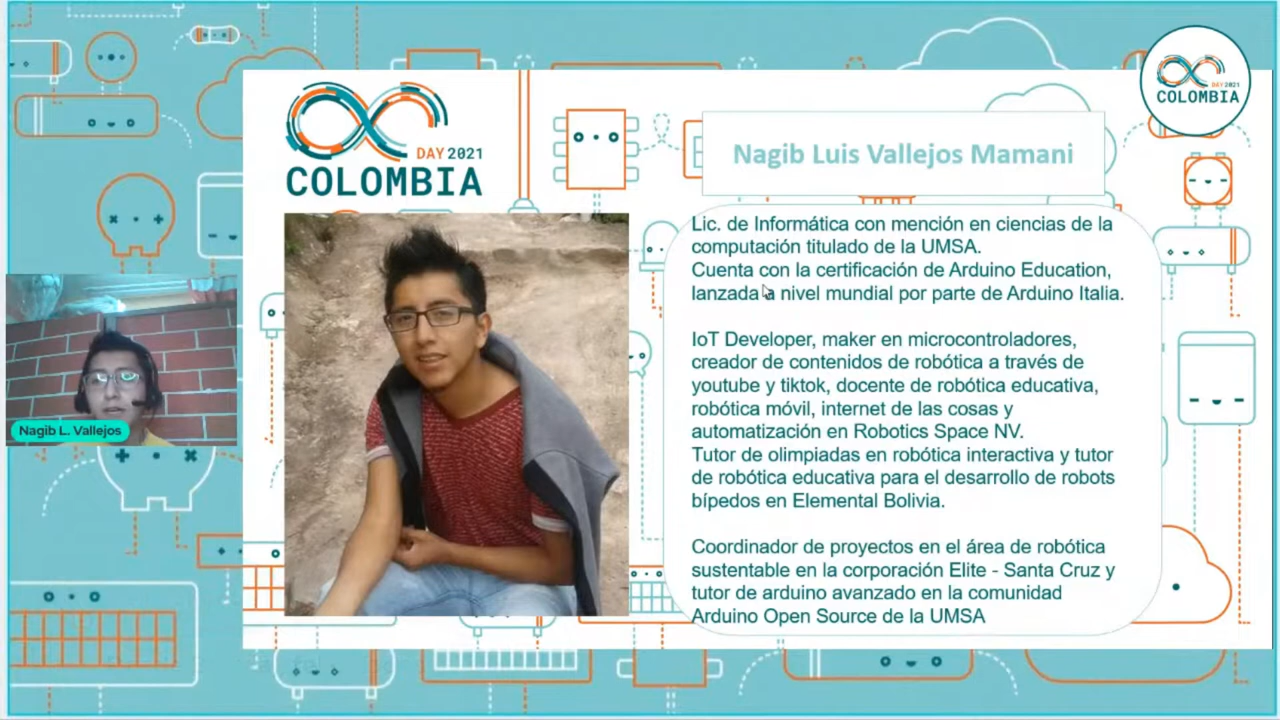 DAY 2021
COLOMBIA
DAY 2021
COLOMBIA
Nagib Luis Vallejos Mamani
Lic. de Informática con mención en ciencias de la
computación titulado de la UMSA.
Cuenta con la certificación de Arduino Education,
lanzada a nivel mundial por parte de Arduino Italia.
IoT Developer, maker en microcontroladores,
creador de contenidos de robótica a través de
youtube y tiktok, docente de robótica educativa,
robótica móvil, internet de las cosas y
automatización en Robotics Space NV.
Tutor de olimpiadas en robótica interactiva y tutor
de robótica educativa para el desarrollo de robots
bípedos en Elemental Bolivia.
Coordinador de proyectos en el área de robótica
sustentable en la corporación Elite - Santa Cruz y
tutor de arduino avanzado en la comunidad
Arduino Open Source de la UMSA
Nagib L. Vallejos